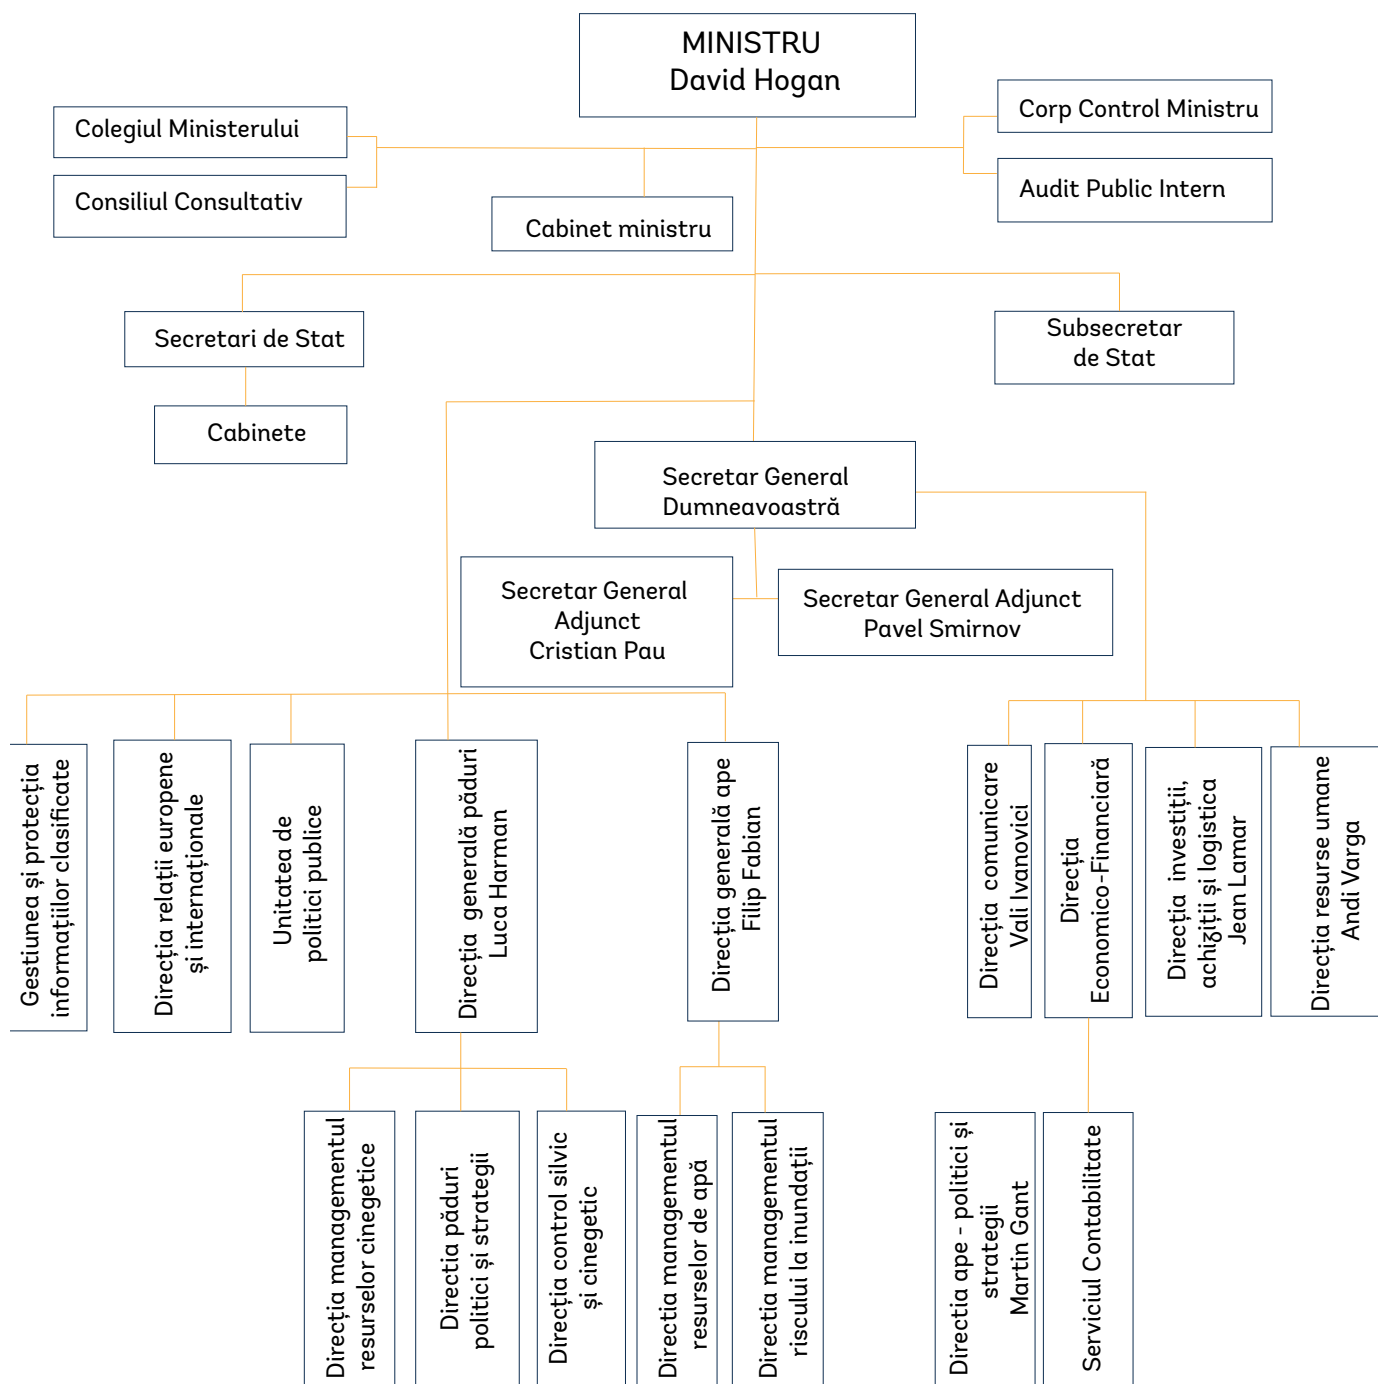 MINISTRU
David Hogan
Colegiul Ministerului
Corp Control Ministru
Consiliul Consultativ
Audit Public Intern
Cabinet ministru
Secretari de Stat
Subsecretar
de Stat
Cabinete
Secretar General
Dumneavoastră
Secretar General
Adjunct
Cristian Pau
Secretar General Adjunct
Pavel Smirnov
Gestiunea și protecția
informațiilor clasificate
Direcția relații europene
și internaționale
Unitatea de
politici publice
Direcția generală păduri
Luca Harman
Direcția generală ape
Filip Fabian
Direcția comunicare
Vali Ivanovici
Direcția
Economico-Financiară
Direcția investiții,
achiziții și logistica
Jean Lamar
Direcția resurse umane
Andi Varga
Direcția managementul
resurselor cinegetice
Directia păduri
politici și strategii
Direcția control silvic
și cinegetic
Directia managementul
resurselor de apă
Directia managementul
riscului la inundații
Directia ape - politici și
strategii
Martin Gant
Serviciul Contabilitate